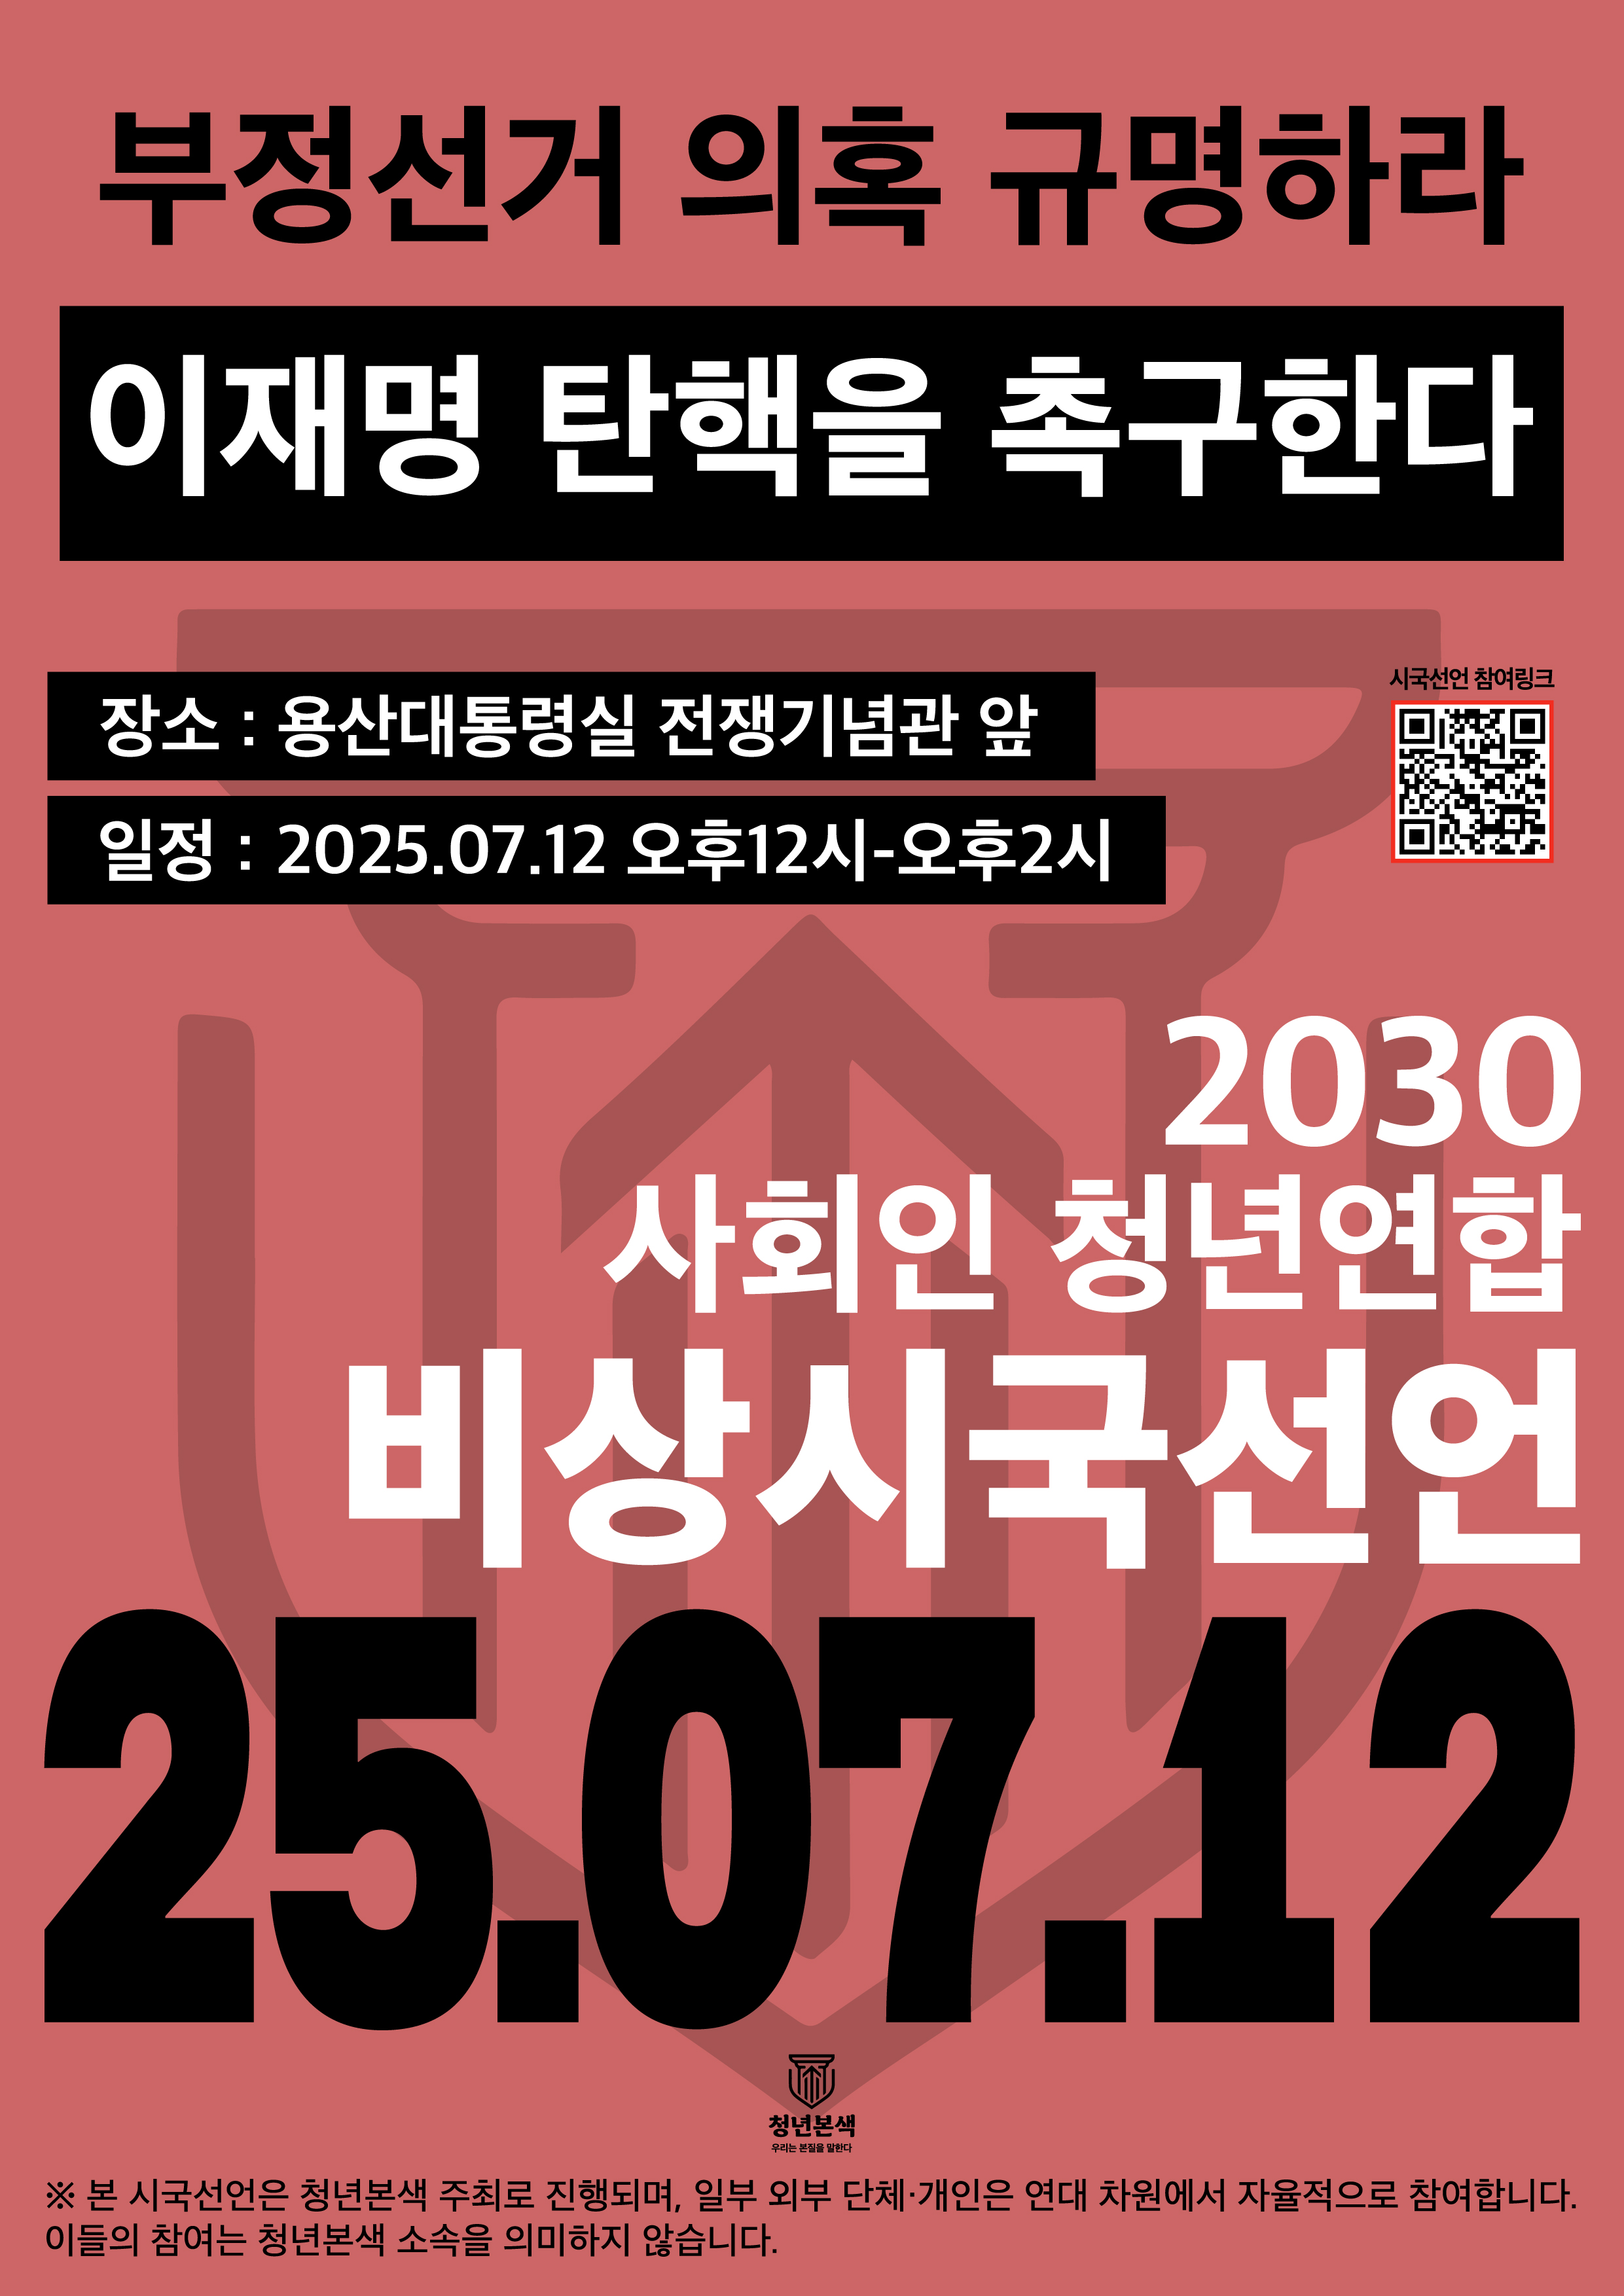 부정선거 의혹 규명하라
이재명 탄핵을 촉구한다
장소 : 용산대통령실 전쟁기념관 앞
시국선언 참여링크
일정 : 2025.07.12 오후12시-오후2시
2030
사회인 청년연합
비상시국선언
25.07.12
청년본색
우리는 본질을 말한다
※ 본 시국선언은 청년본색 주최로 진행되며, 일부 외부 단체·개인은 연대 차원에서 자율적으로 참여합니다.
이들의 참여는 청년본색 소속을 의미하지 않습니다.